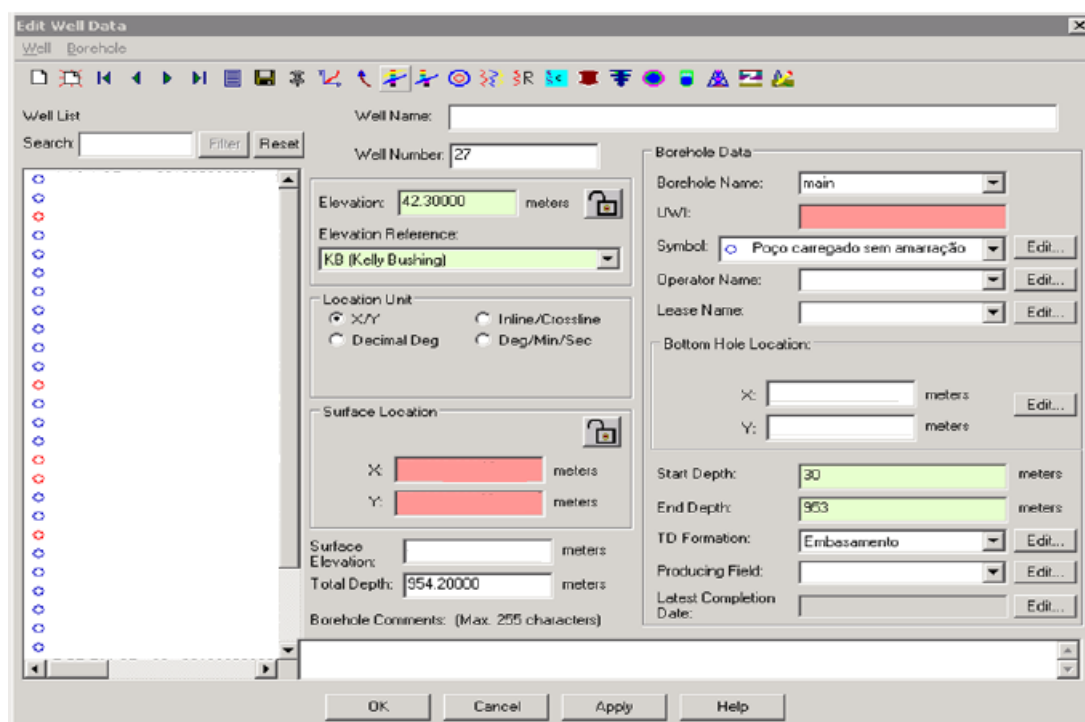 Edit Well Data
Well Borehole
R
Well List
Search: Filter Reset
Well Name:
Well Number: 27
Elevation: 42.30000 meters
Elevation Reference:
KB (Kelly Bushing)
Location Unit
X/Y Inline/Crossline
Decimal Deg Deg/Min/Sec
Surface Location
X: meters
Y: meters
Surface Elevation: meters
Total Depth: 954.20000 meters
Borehole Comments: (Max. 255 characters)
Borehole Data
Borehole Name: main
UWI:
Symbol: Poço carregado sem amarração Edit...
Operator Name: Edit...
Lease Name: Edit...
Bottom Hole Location:
X: meters
Edit...
Y: meters
Start Depth: 30 meters
End Depth: 953 meters
TD Formation: Embasamento Edit...
Producing Field: Edit...
Latest Completion Date: Edit...
OK Cancel Apply Help